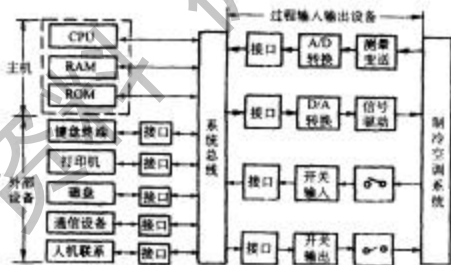 过程输入输出设备
主机
CPU
RAM
ROM
外部
设备
键盘终端
接口
打印机
接口
磁盘
接口
通信设备
接口
人机联系
接口
系统总线
接口
A/D
转换
测量
变送
接口
D/A
转换
信号
驱动
接口
开关
输入
接口
开关
输出
制冷空调系统
资料